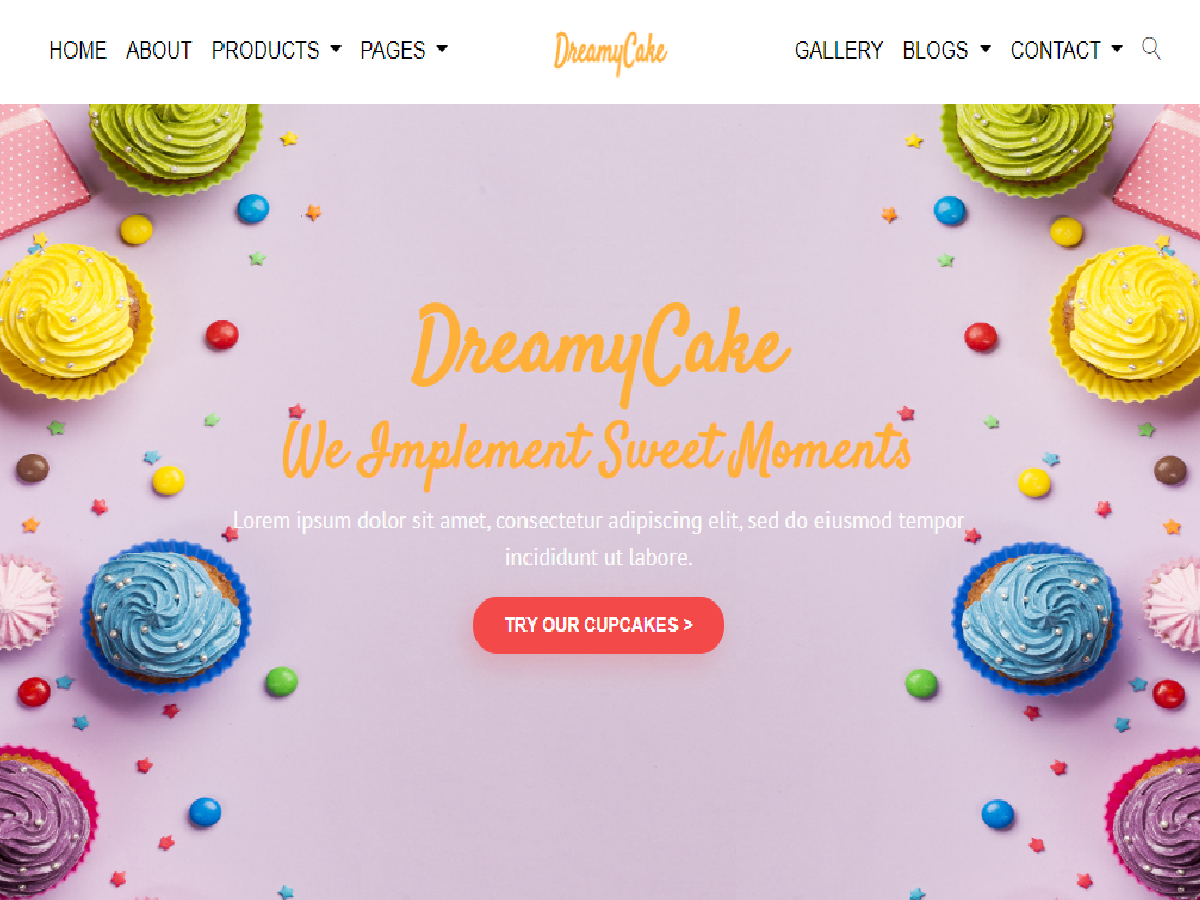 HOME ABOUT PRODUCTS PAGES DreamyCake GALLERY BLOGS CONTACT
DreamyCake
We Implement Sweet Moments
Lorem ipsum dolor sit amet, consectetur adipiscing elit, sed do eiusmod tempor
incididunt ut labore.
TRY OUR CUPCAKES >